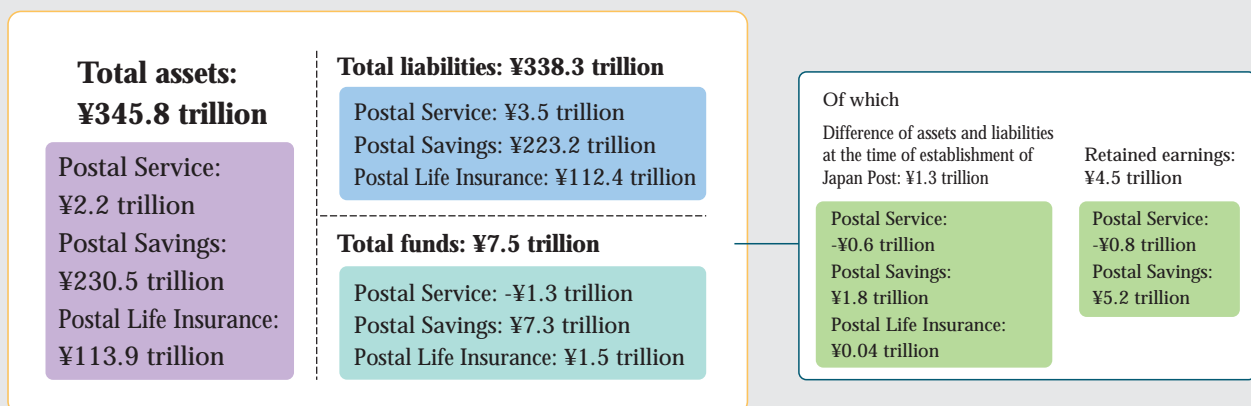 Total assets:
¥345.8 trillion
Postal Service:
¥2.2 trillion
Postal Savings:
¥230.5 trillion
Postal Life Insurance:
¥113.9 trillion
Total liabilities: ¥338.3 trillion
Postal Service: ¥3.5 trillion
Postal Savings: ¥223.2 trillion
Postal Life Insurance: ¥112.4 trillion
Total funds: ¥7.5 trillion
Postal Service: -¥1.3 trillion
Postal Savings: ¥7.3 trillion
Postal Life Insurance: ¥1.5 trillion
Of which
Difference of assets and liabilities
at the time of establishment of
Japan Post: ¥1.3 trillion
Postal Service:
-¥0.6 trillion
Postal Savings:
¥1.8 trillion
Postal Life Insurance:
¥0.04 trillion
Retained earnings:
¥4.5 trillion
Postal Service:
-¥0.8 trillion
Postal Savings:
¥5.2 trillion